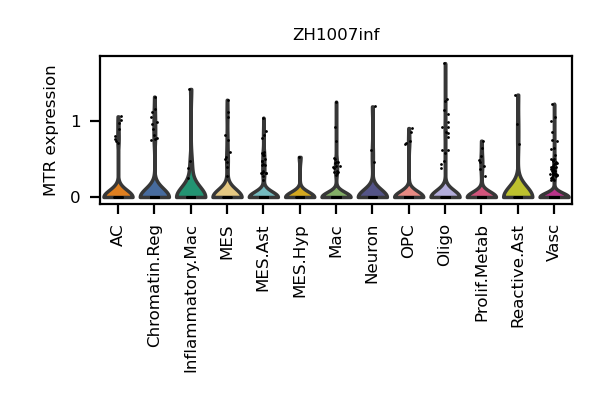 ZH1007inf
MTR expression
1
0
AC
Chromatin.Reg
Inflammatory.Mac
MES
MES.Ast
MES.Hyp
Mac
Neuron
OPC
Oligo
Prolif.Metab
Reactive.Ast
Vasc